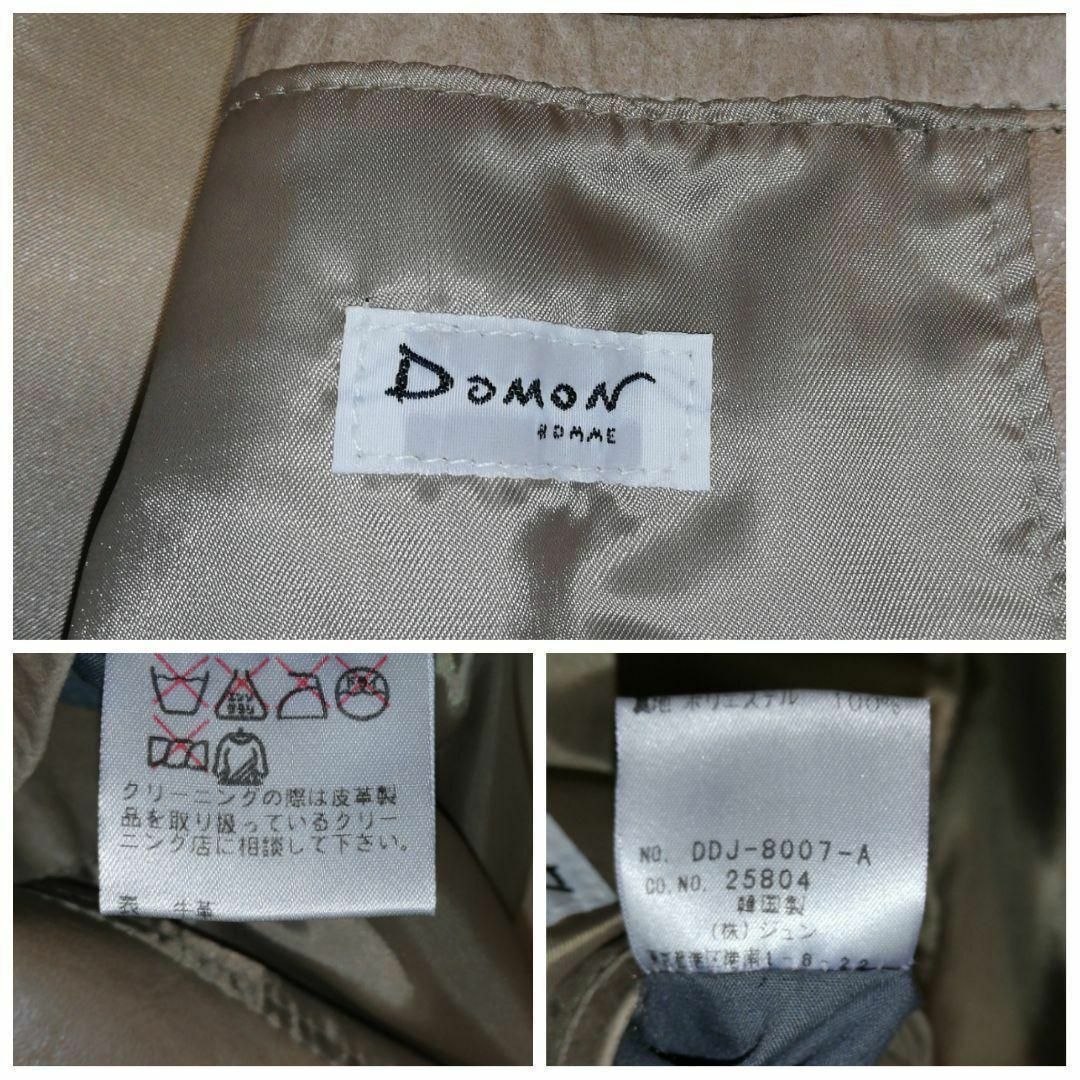 DOMON
HOMME
クリーニングの際は皮革製
品を取り扱っているクリー
ニング店に相談して下さい。
表 牛革
ポリエステル 100%
NO. DDJ-8007-A
CO.NO. 25804
韓国製
(株)ジュン
1-8-22